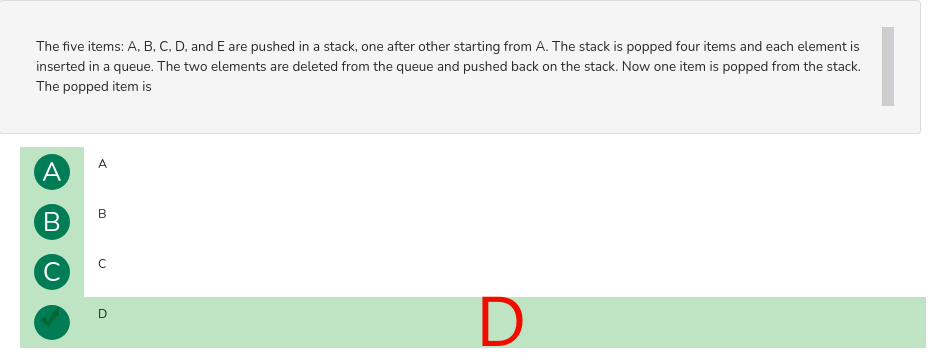 The five items: A, B, C, D, and E are pushed in a stack, one after other starting from A. The stack is popped four items and each element is
inserted in a queue. The two elements are deleted from the queue and pushed back on the stack. Now one item is popped from the stack.
The popped item is
A A
B B
C C
D D